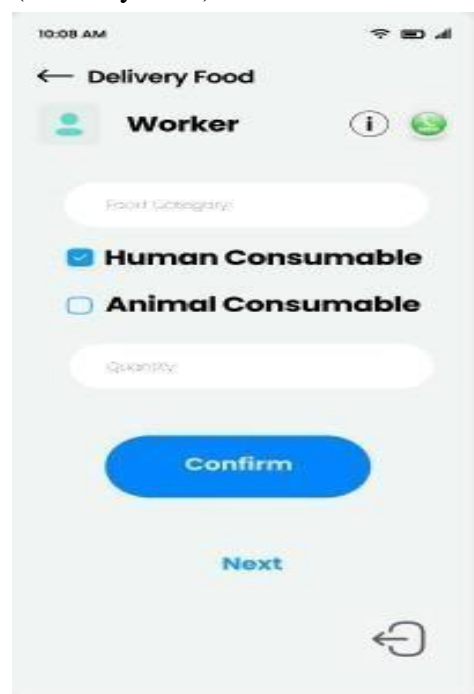 10:08 AM
← Delivery Food
Worker
Food Category
Human Consumable
Animal Consumable
Quantity
Confirm
Next